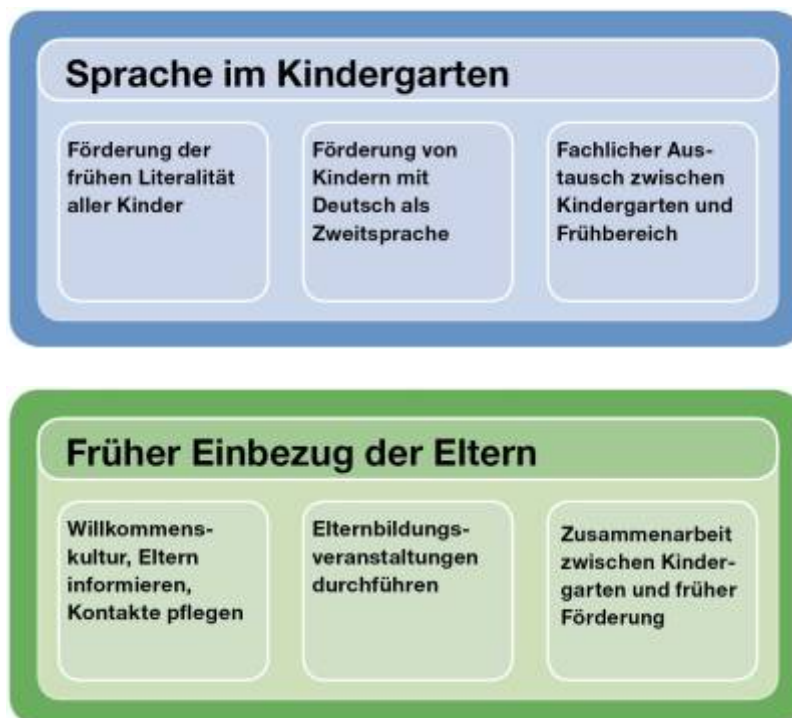 Sprache im Kindergarten
Förderung der
frühen Literalität
aller Kinder
Förderung von
Kindern mit
Deutsch als
Zweitsprache
Fachlicher Aus-
tausch zwischen
Kindergarten und
Frühbereich
Früher Einbezug der Eltern
Willkommens-
kultur, Eltern
informieren,
Kontakte pflegen
Elternbildungs-
veranstaltungen
durchführen
Zusammenarbeit
zwischen Kinder-
garten und früher
Förderung